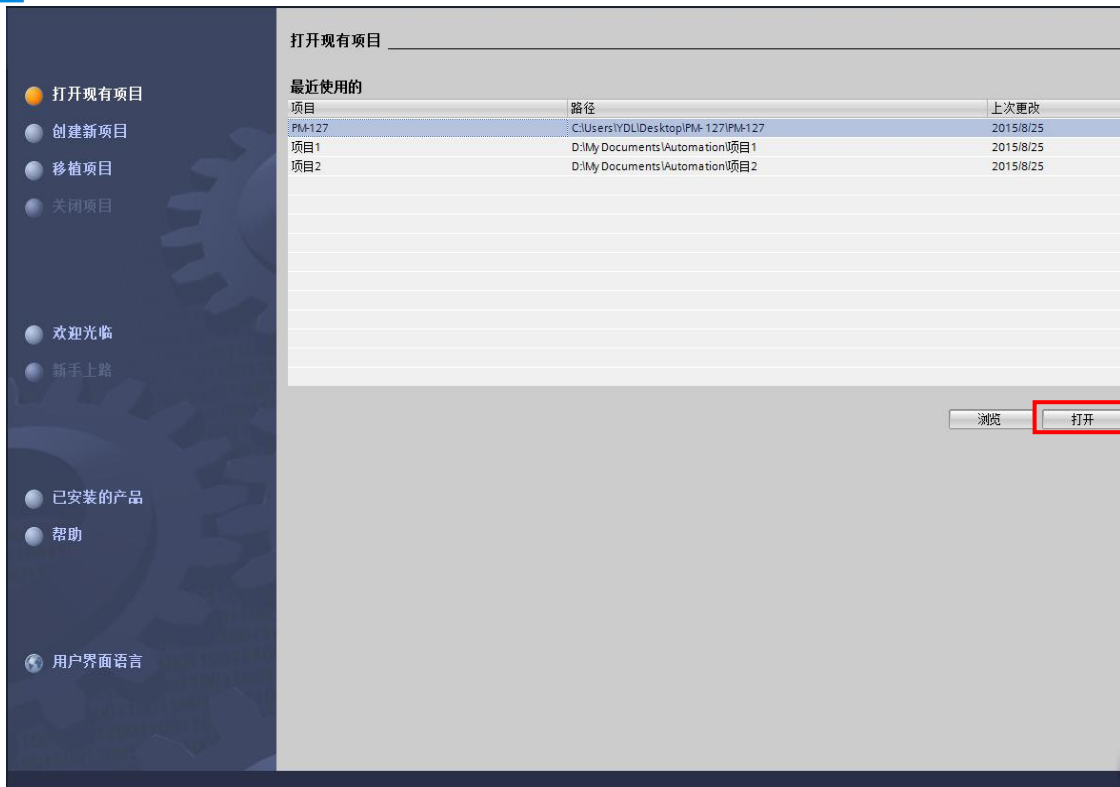 打开现有项目
创建新项目
移植项目
关闭项目
欢迎光临
新手上路
已安装的产品
帮助
用户界面语言
打开现有项目
最近使用的
项目 路径 上次更改
PM-127 C:\Users\YDL\Desktop\PM- 127\PM-127 2015/8/25
项目1 D:\My Documents\Automation\项目1 2015/8/25
项目2 D:\My Documents\Automation\项目2 2015/8/25
浏览 打开